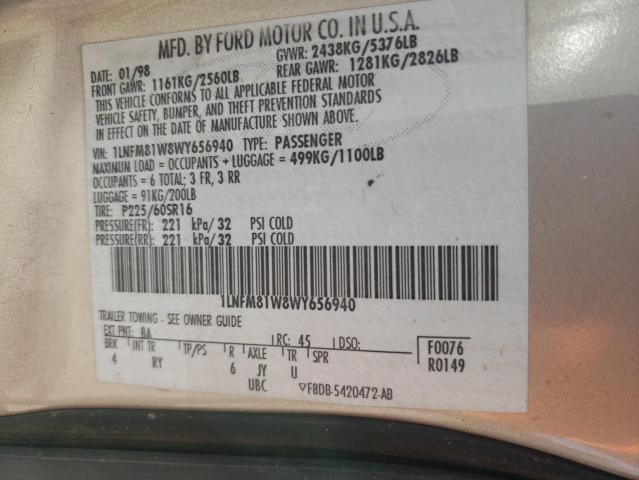 MFD. BY FORD MOTOR CO. IN U.S.A.
DATE: 01/98 GVWR: 2438KG/5376LB
FRONT GAWR: 1161KG/2560LB REAR GAWR: 1281KG/2826LB
THIS VEHICLE CONFORMS TO ALL APPLICABLE FEDERAL MOTOR
VEHICLE SAFETY, BUMPER, AND THEFT PREVENTION STANDARDS
IN EFFECT ON THE DATE OF MANUFACTURE SHOWN ABOVE.
VIN: 1LNFM81W8WY656940 TYPE: PASSENGER
MAXIMUM LOAD = OCCUPANTS + LUGGAGE = 499KG/1100LB
OCCUPANTS = 6 TOTAL; 3 FR, 3 RR
LUGGAGE = 91KG/200LB
TIRE: P225/60SR16
PRESSURE(FR): 221 kPa/32 PSI COLD
PRESSURE(RR): 221 kPa/32 PSI COLD
1LNFM81W8WY656940
TRAILER TOWING - SEE OWNER GUIDE
EXT PNT: BA RC: 45 DSO: F0076
BRK INT TR TP/PS R AXLE TR SPR R0149
4 RY 6 JY U
UBC ▽F8DB-5420472-AB